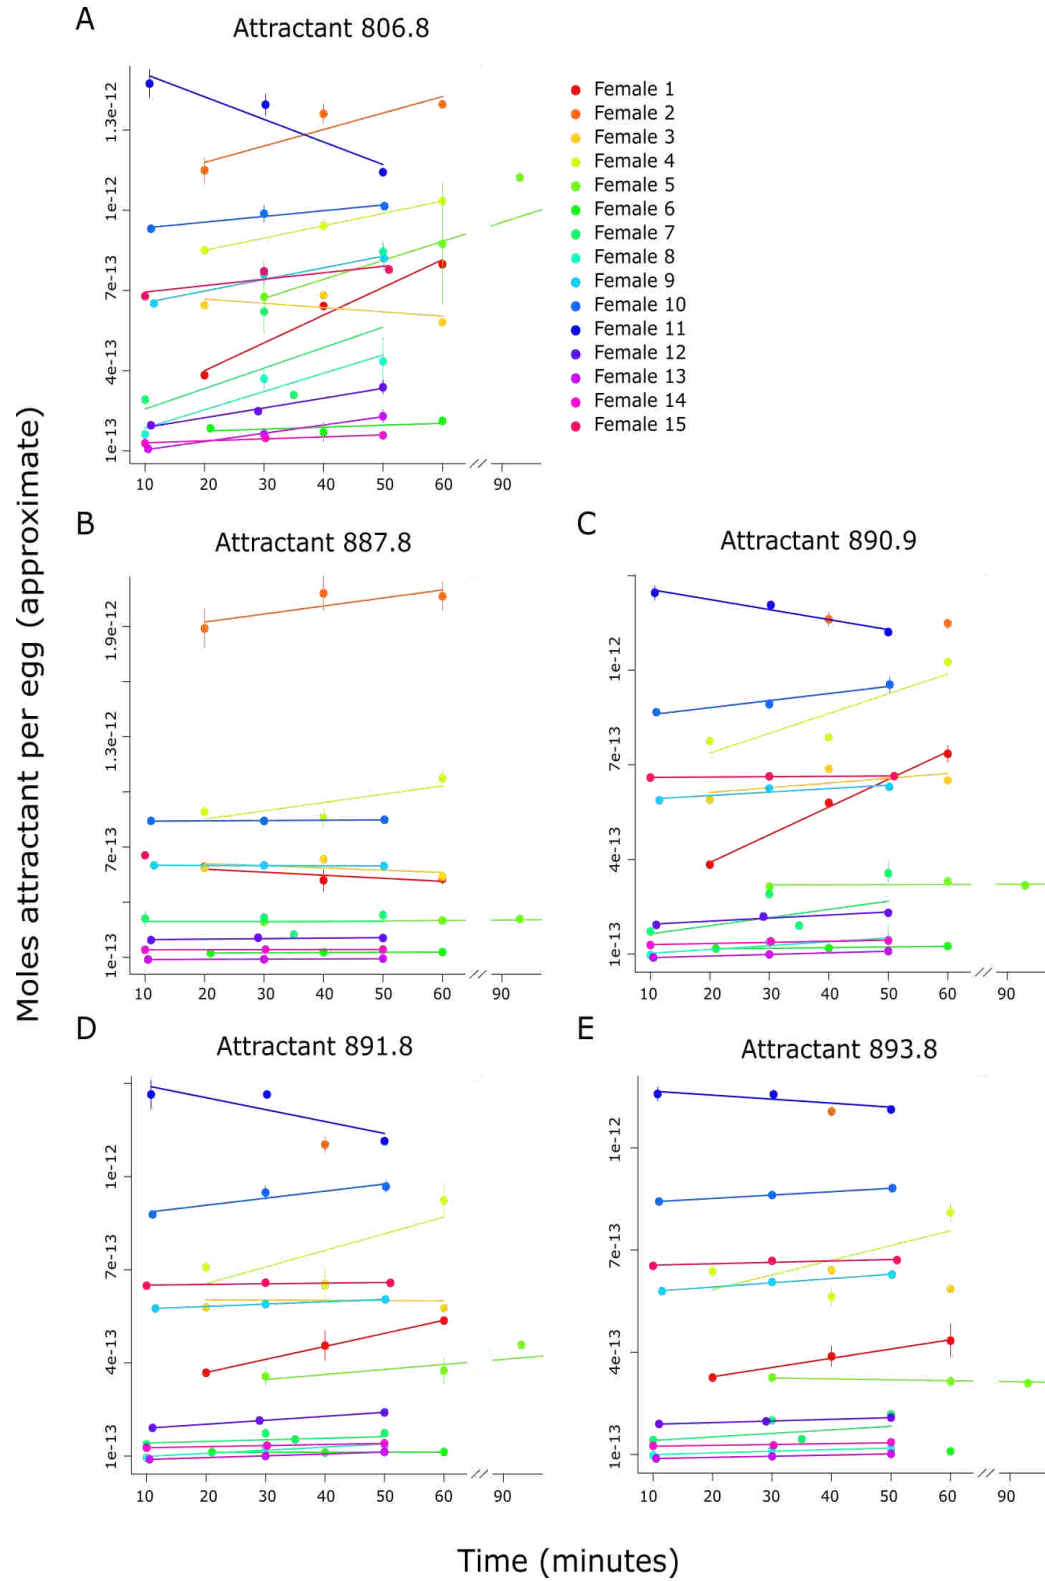 A
Attractant 806.8
1.3e-12
1e-12
7e-13
4e-13
1e-13
10 20 30 40 50 60 // 90
Female 1
Female 2
Female 3
Female 4
Female 5
Female 6
Female 7
Female 8
Female 9
Female 10
Female 11
Female 12
Female 13
Female 14
Female 15
Moles attractant per egg (approximate)
B
Attractant 887.8
1.9e-12
1.3e-12
7e-13
1e-13
10 20 30 40 50 60 // 90
C
Attractant 890.9
1e-12
7e-13
4e-13
1e-13
10 20 30 40 50 60 // 90
D
Attractant 891.8
1e-12
7e-13
4e-13
1e-13
10 20 30 40 50 60 // 90
E
Attractant 893.8
1e-12
7e-13
4e-13
1e-13
10 20 30 40 50 60 // 90
Time (minutes)